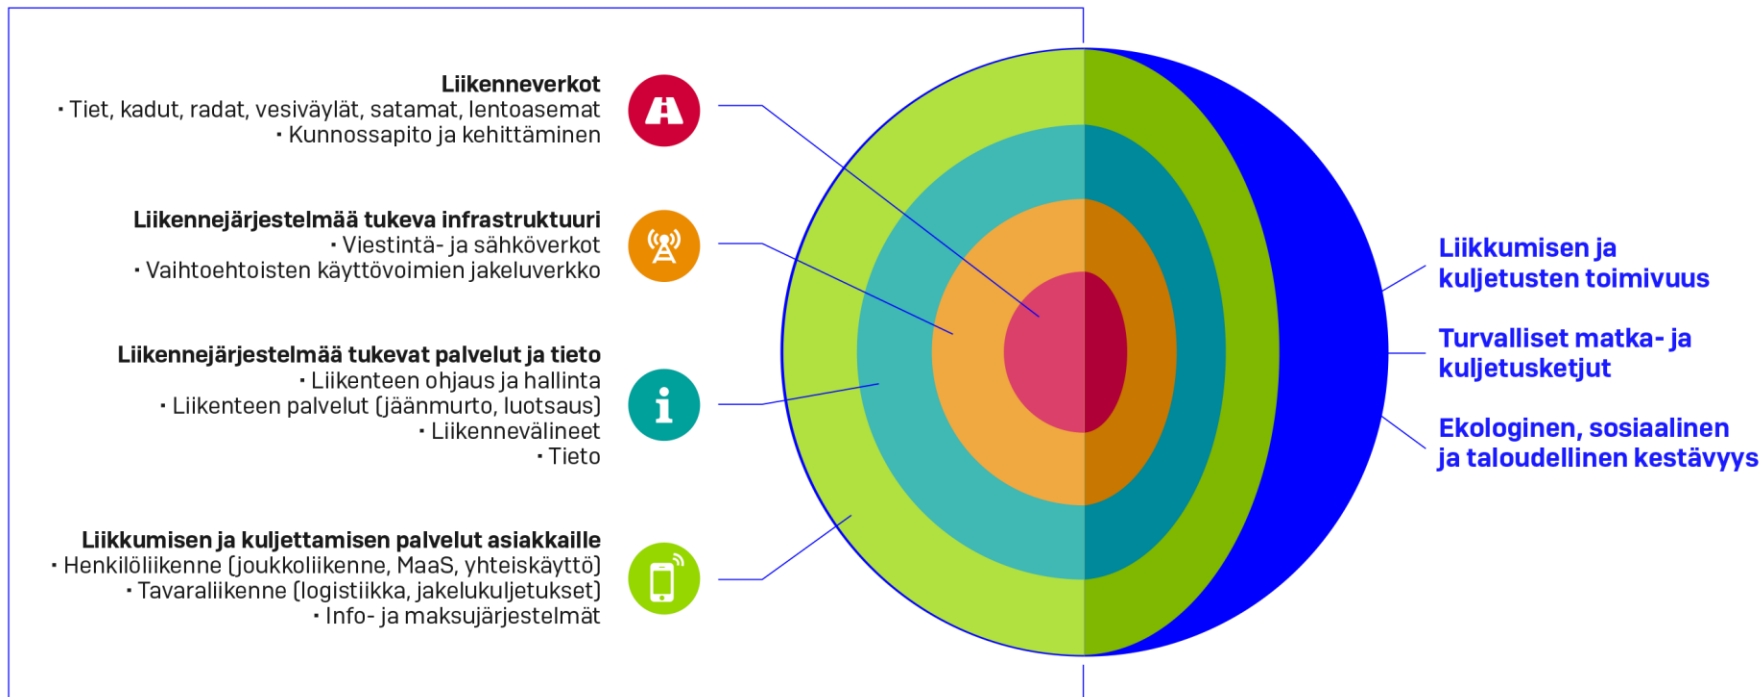 Liikenneverkot
· Tiet, kadut, radat, vesiväylät, satamat, lentoasemat
· Kunnossapito ja kehittäminen
Liikennejärjestelmää tukeva infrastruktuuri
· Viestintä- ja sähköverkot
· Vaihtoehtoisten käyttövoimien jakeluverkko
Liikennejärjestelmää tukevat palvelut ja tieto
· Liikenteen ohjaus ja hallinta
· Liikenteen palvelut (jäänmurto, luotsaus)
· Liikennevälineet
· Tieto
Liikkumisen ja kuljettamisen palvelut asiakkaille
· Henkilöliikenne (joukkoliikenne, MaaS, yhteiskäyttö)
· Tavaraliikenne (logistiikka, jakelukuljetukset)
· Info- ja maksujärjestelmät
Liikkumisen ja
kuljetusten toimivuus
Turvalliset matka- ja
kuljetusketjut
Ekologinen, sosiaalinen
ja taloudellinen kestävyys